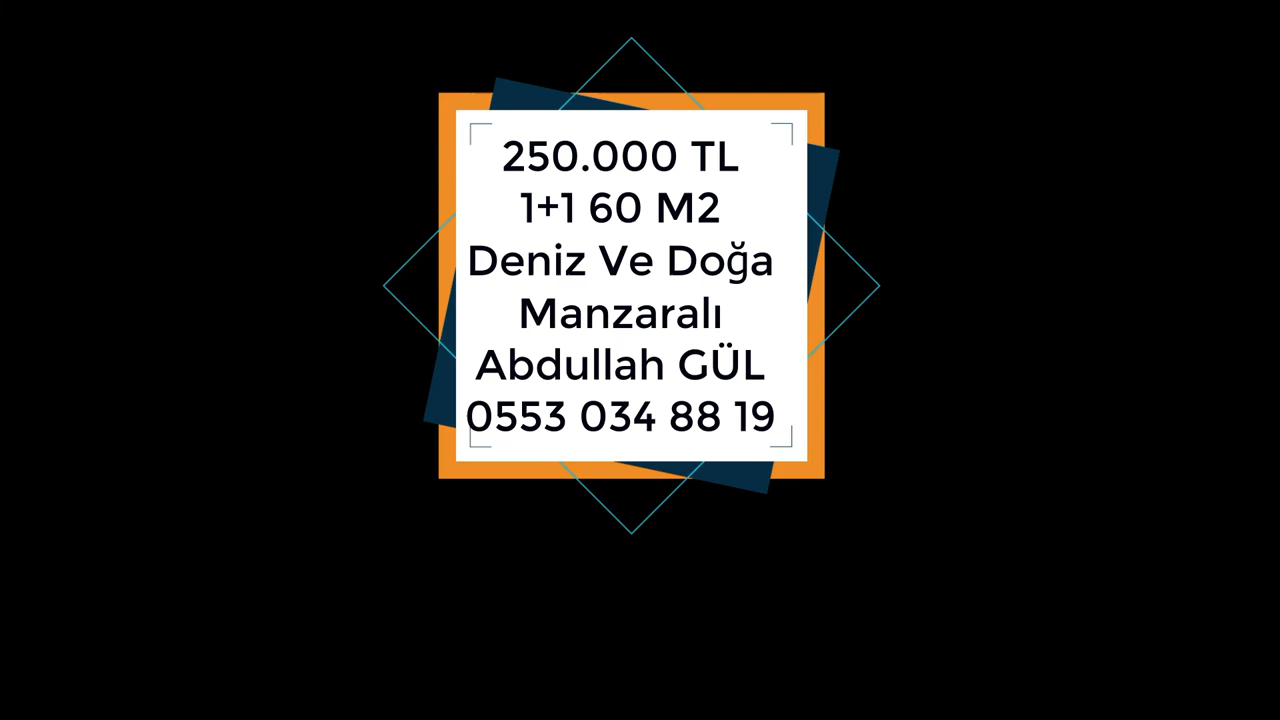 250.000 TL
1+1 60 M2
Deniz Ve Doğa
Manzaralı
Abdullah GÜL
0553 034 88 19